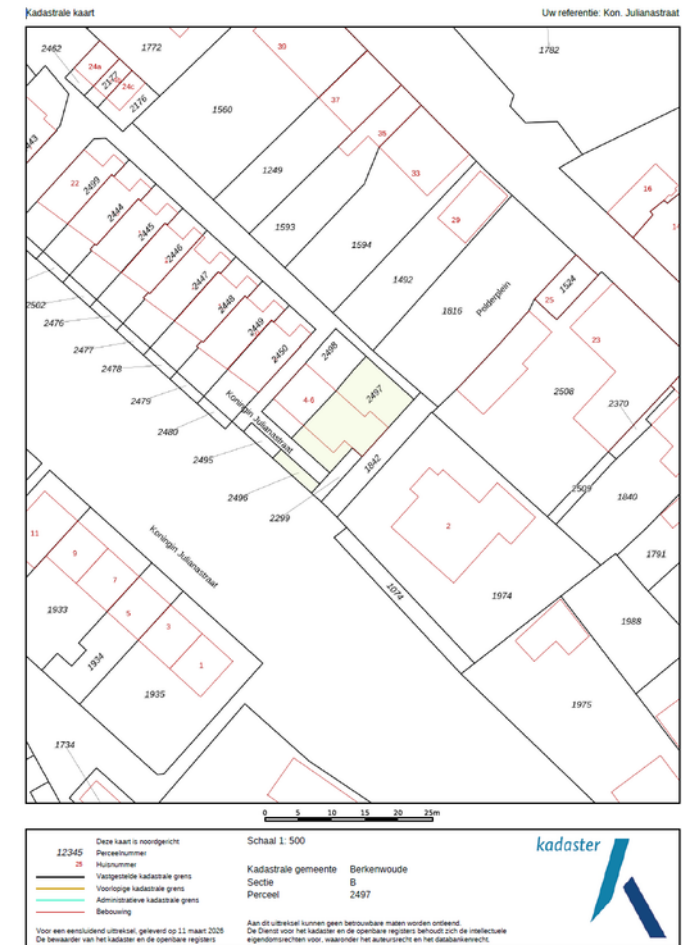 Kadastrale kaart
Uw referentie: Kon. Julianastraat
2462
1772
30
1782
24a
2177
24c
2176
1560
37
35
33
1249
16
22
2499
2444
2445
2446
2447
2448
2449
2450
2498
29
1593
1594
1492
1816
Polderplein
25
1524
23
2502
2476
2477
2478
2479
2480
2495
2496
2299
Koningin Julianastraat
4-6
2497
1842
2508
2370
2509
1840
1791
11
9
7
5
3
1
Koningin Julianastraat
1933
1934
1935
1734
2
1074
1974
1988
1975
0 5 10 15 20 25m
Deze kaart is noordgericht
12345 Perceelnummer
25 Huisnummer
Vastgestelde kadastrale grens
Voorlopige kadastrale grens
Administratieve kadastrale grens
Bebouwing
Voor een eensluidend uittreksel, geleverd op 11 maart 2026
De bewaarder van het kadaster en de openbare registers
Schaal 1: 500
Kadastrale gemeente Berkenwoude
Sectie B
Perceel 2497
Aan dit uittreksel kunnen geen betrouwbare maten worden ontleend.
De Dienst voor het kadaster en de openbare registers behoudt zich de intellectuele
eigendomsrechten voor, waaronder het auteursrecht en het databankenrecht.
kadaster